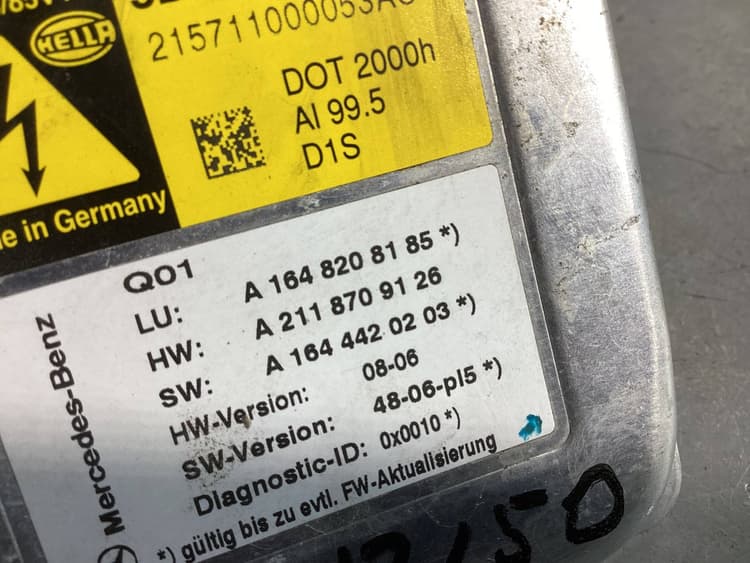 HELLA
215711000053
DOT 2000h
AI 99.5
D1S
in Germany
Mercedes-Benz
Q01
LU: A 164 820 81 85 *)
HW: A 211 870 91 26
SW: A 164 442 02 03 *)
HW-Version: 08-06
SW-Version: 48-06-pl5 *)
Diagnostic-ID: 0x0010 *)
*) gültig bis zu evtl. FW-Aktualisierung